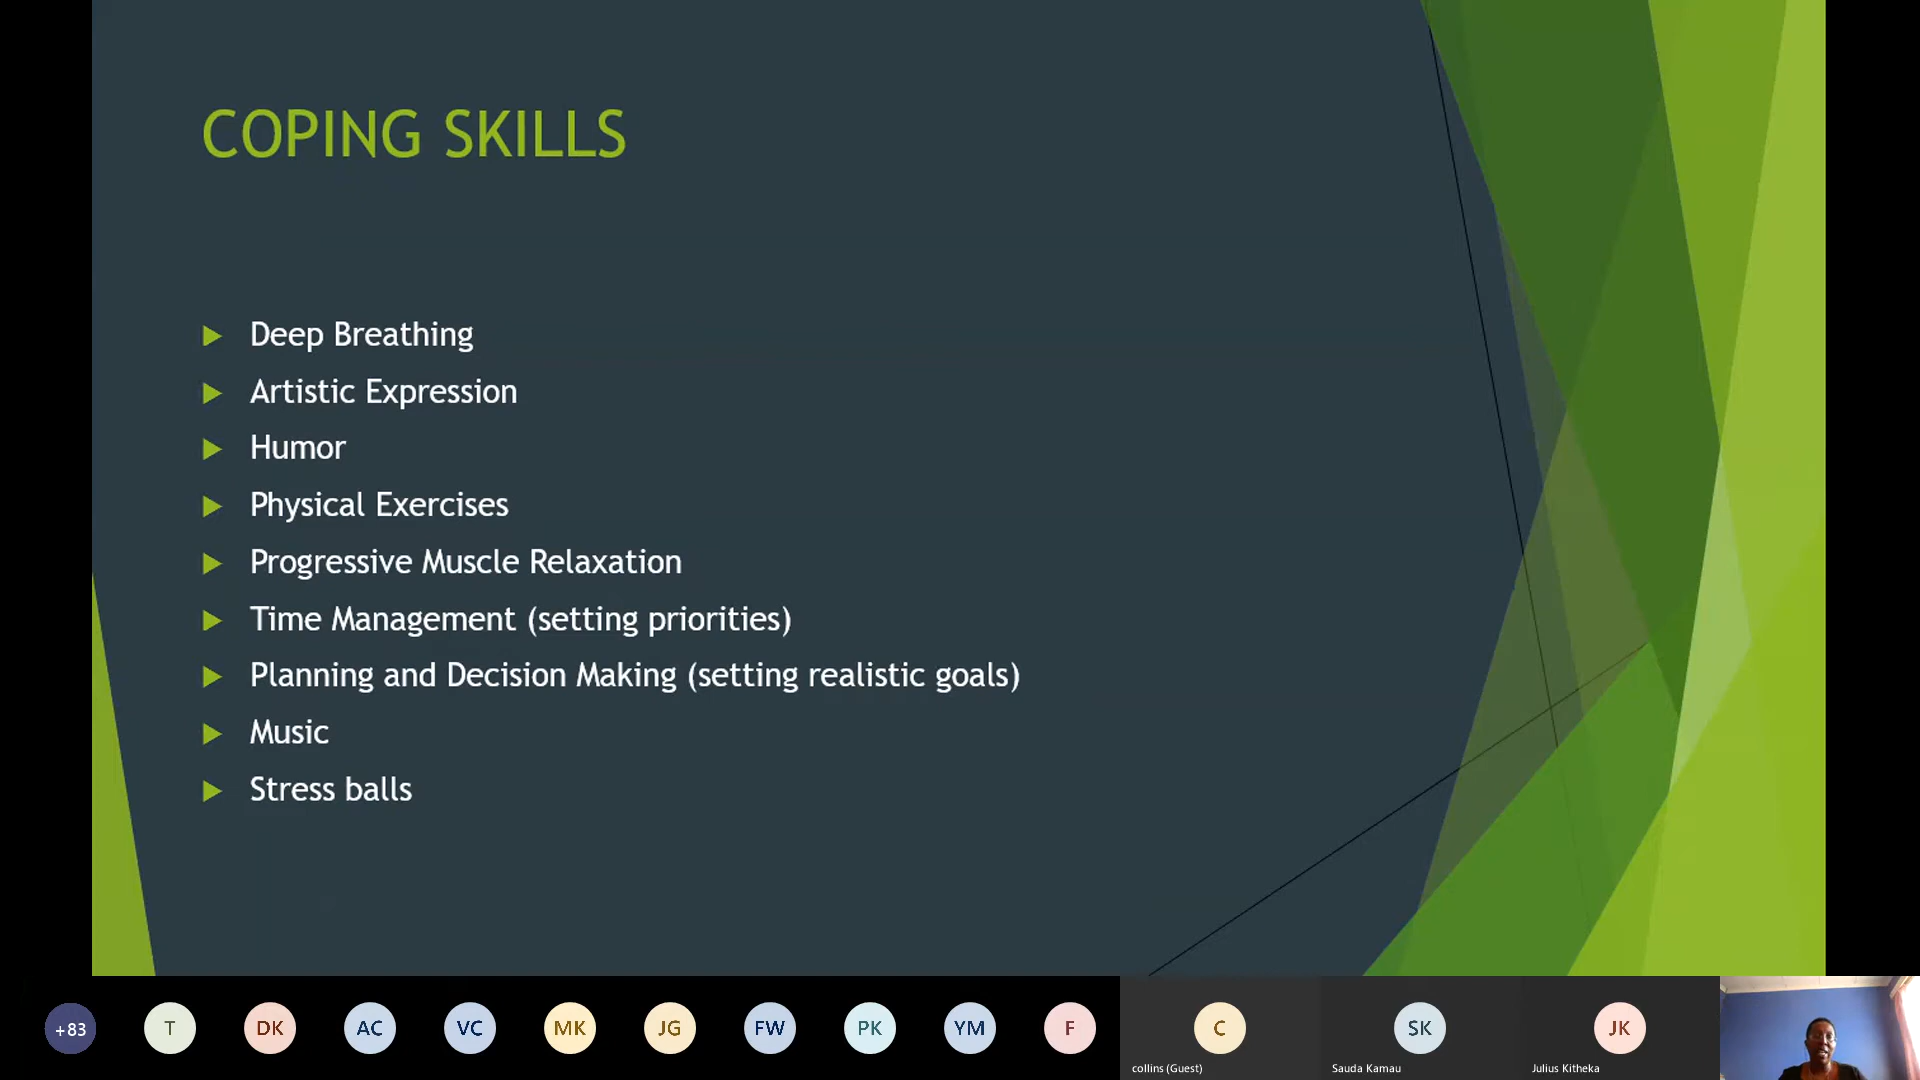 COPING SKILLS
Deep Breathing
Artistic Expression
Humor
Physical Exercises
Progressive Muscle Relaxation
Time Management (setting priorities)
Planning and Decision Making (setting realistic goals)
Music
Stress balls
+83
T
DK
AC
VC
MK
JG
FW
PK
YM
F
C
SK
JK
collins (Guest)
Sauda Kamau
Julius Kitheka